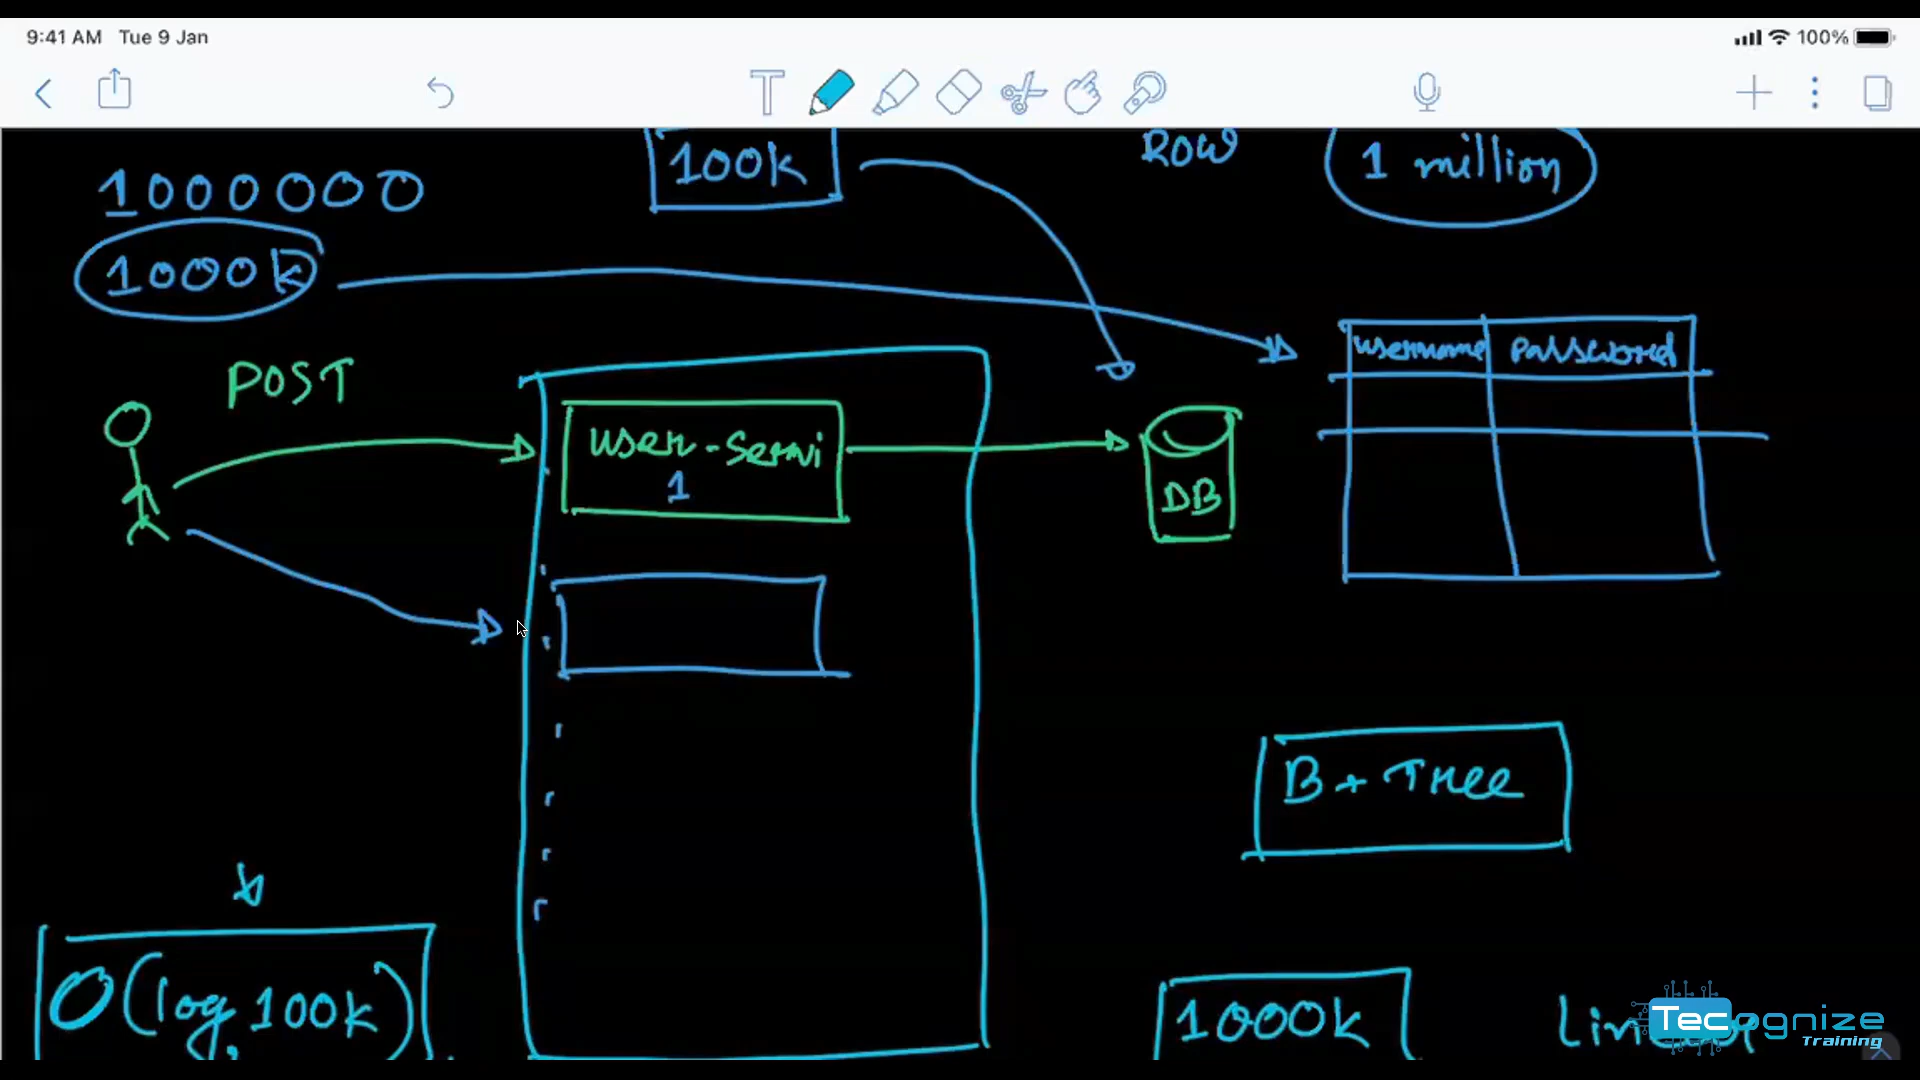 9:41 AM Tue 9 Jan
100%
T
1000000
100k
ROW
1 million
1000k
POST
username password
user-servi
1
DB
B+ Tree
O(log 100k)
1000k
Tecognize
Training